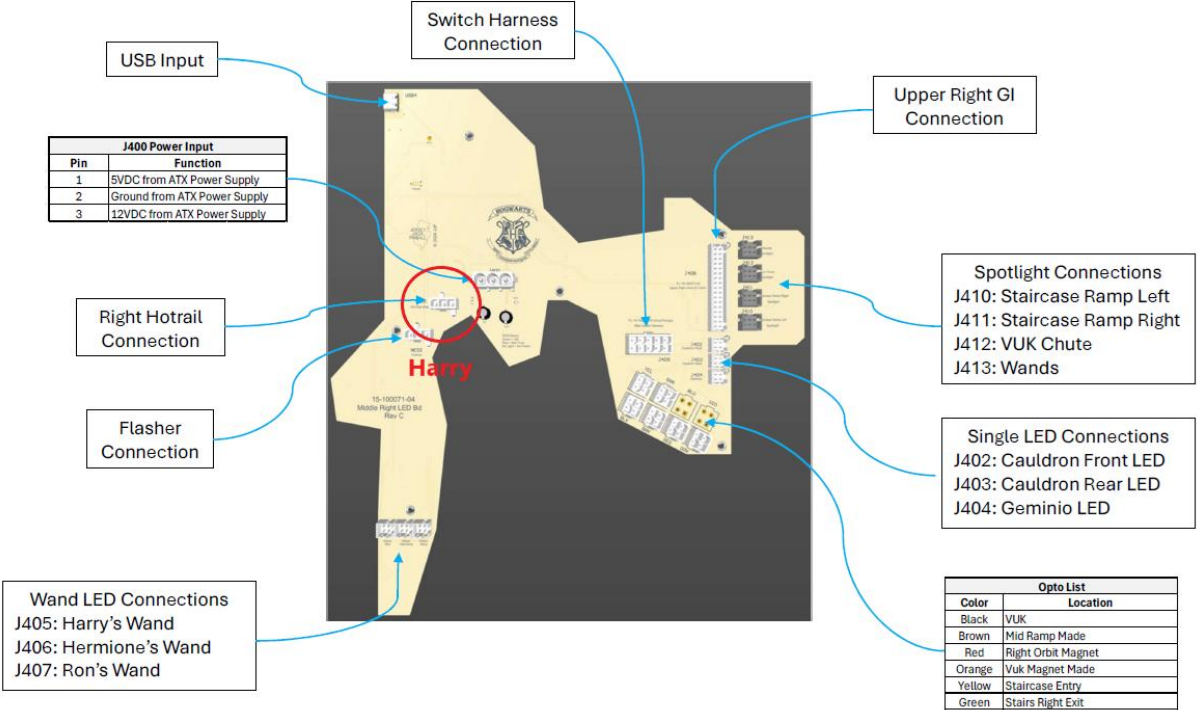 Switch Harness
Connection
USB Input
Upper Right GI
Connection
J400 Power Input
Pin Function
1 5VDC from ATX Power Supply
2 Ground from ATX Power Supply
3 12VDC from ATX Power Supply
HOGWARTS
Spotlight Connections
J410: Staircase Ramp Left
J411: Staircase Ramp Right
J412: VUK Chute
J413: Wands
Right Hotrail
Connection
Harry
15-100071-04
Middle Right LED Bd
Rev C
Flasher
Connection
Single LED Connections
J402: Cauldron Front LED
J403: Cauldron Rear LED
J404: Geminio LED
Wand LED Connections
J405: Harry's Wand
J406: Hermione's Wand
J407: Ron's Wand
Opto List
Color Location
Black VUK
Brown Mid Ramp Made
Red Right Orbit Magnet
Orange Vuk Magnet Made
Yellow Staircase Entry
Green Stairs Right Exit